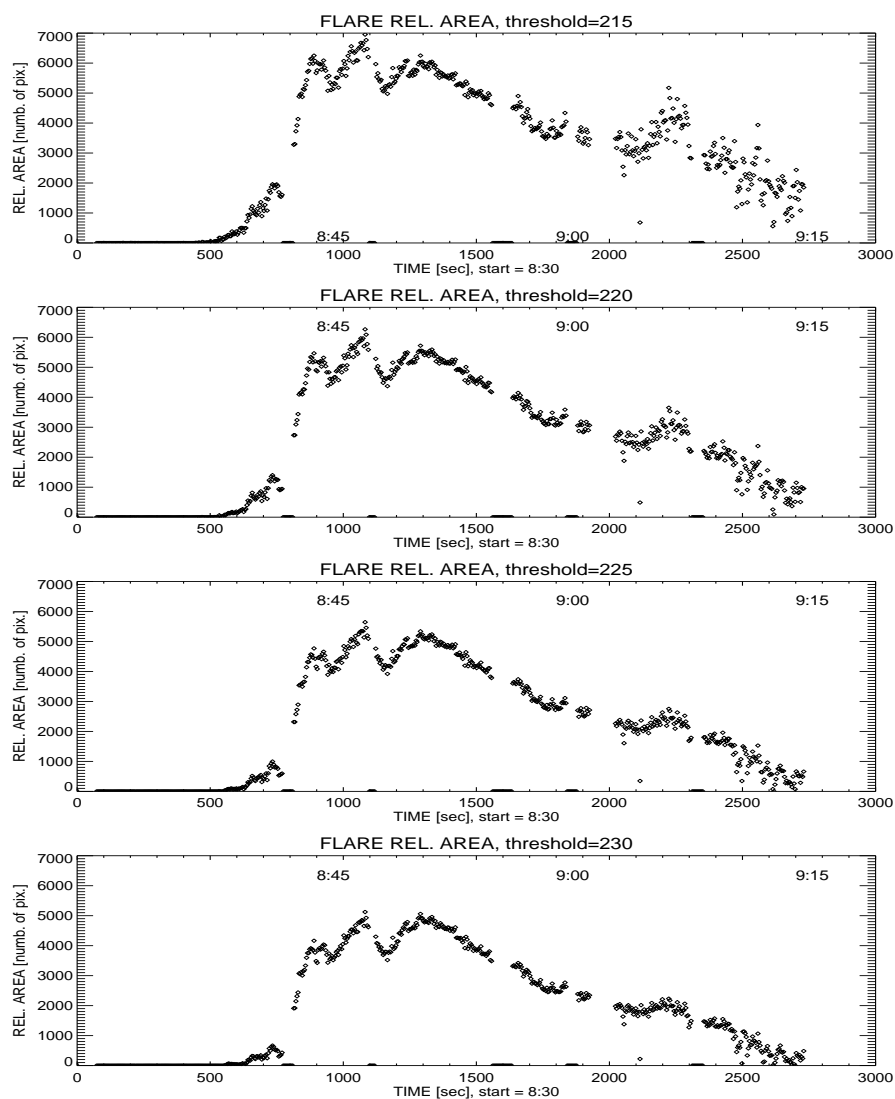 FLARE REL. AREA, threshold=215
7000
6000
5000
4000
3000
2000
1000
0
REL. AREA [numb. of pix.]
8:45 9:00 9:15
0 500 1000 1500 2000 2500 3000
TIME [sec], start = 8:30
FLARE REL. AREA, threshold=220
7000
6000
5000
4000
3000
2000
1000
0
REL. AREA [numb. of pix.]
8:45 9:00 9:15
0 500 1000 1500 2000 2500 3000
TIME [sec], start = 8:30
FLARE REL. AREA, threshold=225
7000
6000
5000
4000
3000
2000
1000
0
REL. AREA [numb. of pix.]
8:45 9:00 9:15
0 500 1000 1500 2000 2500 3000
TIME [sec], start = 8:30
FLARE REL. AREA, threshold=230
7000
6000
5000
4000
3000
2000
1000
0
REL. AREA [numb. of pix.]
8:45 9:00 9:15
0 500 1000 1500 2000 2500 3000
TIME [sec], start = 8:30